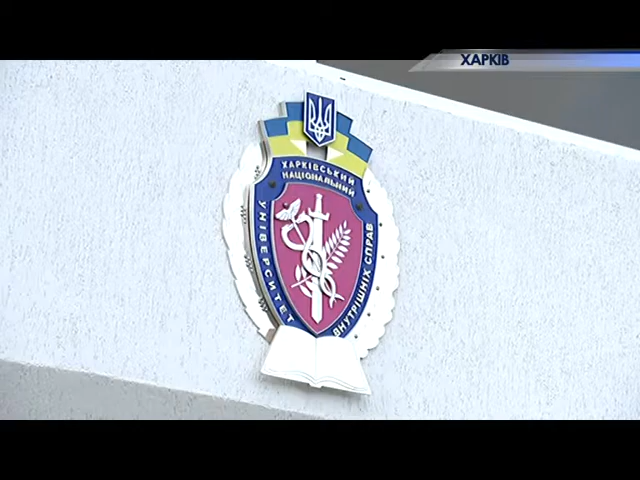 ХАРКІВ
ХАРКІВСЬКИЙ
НАЦІОНАЛЬНИЙ
УНІВЕРСИТЕТ
ВНУТРІШНІХ СПРАВ